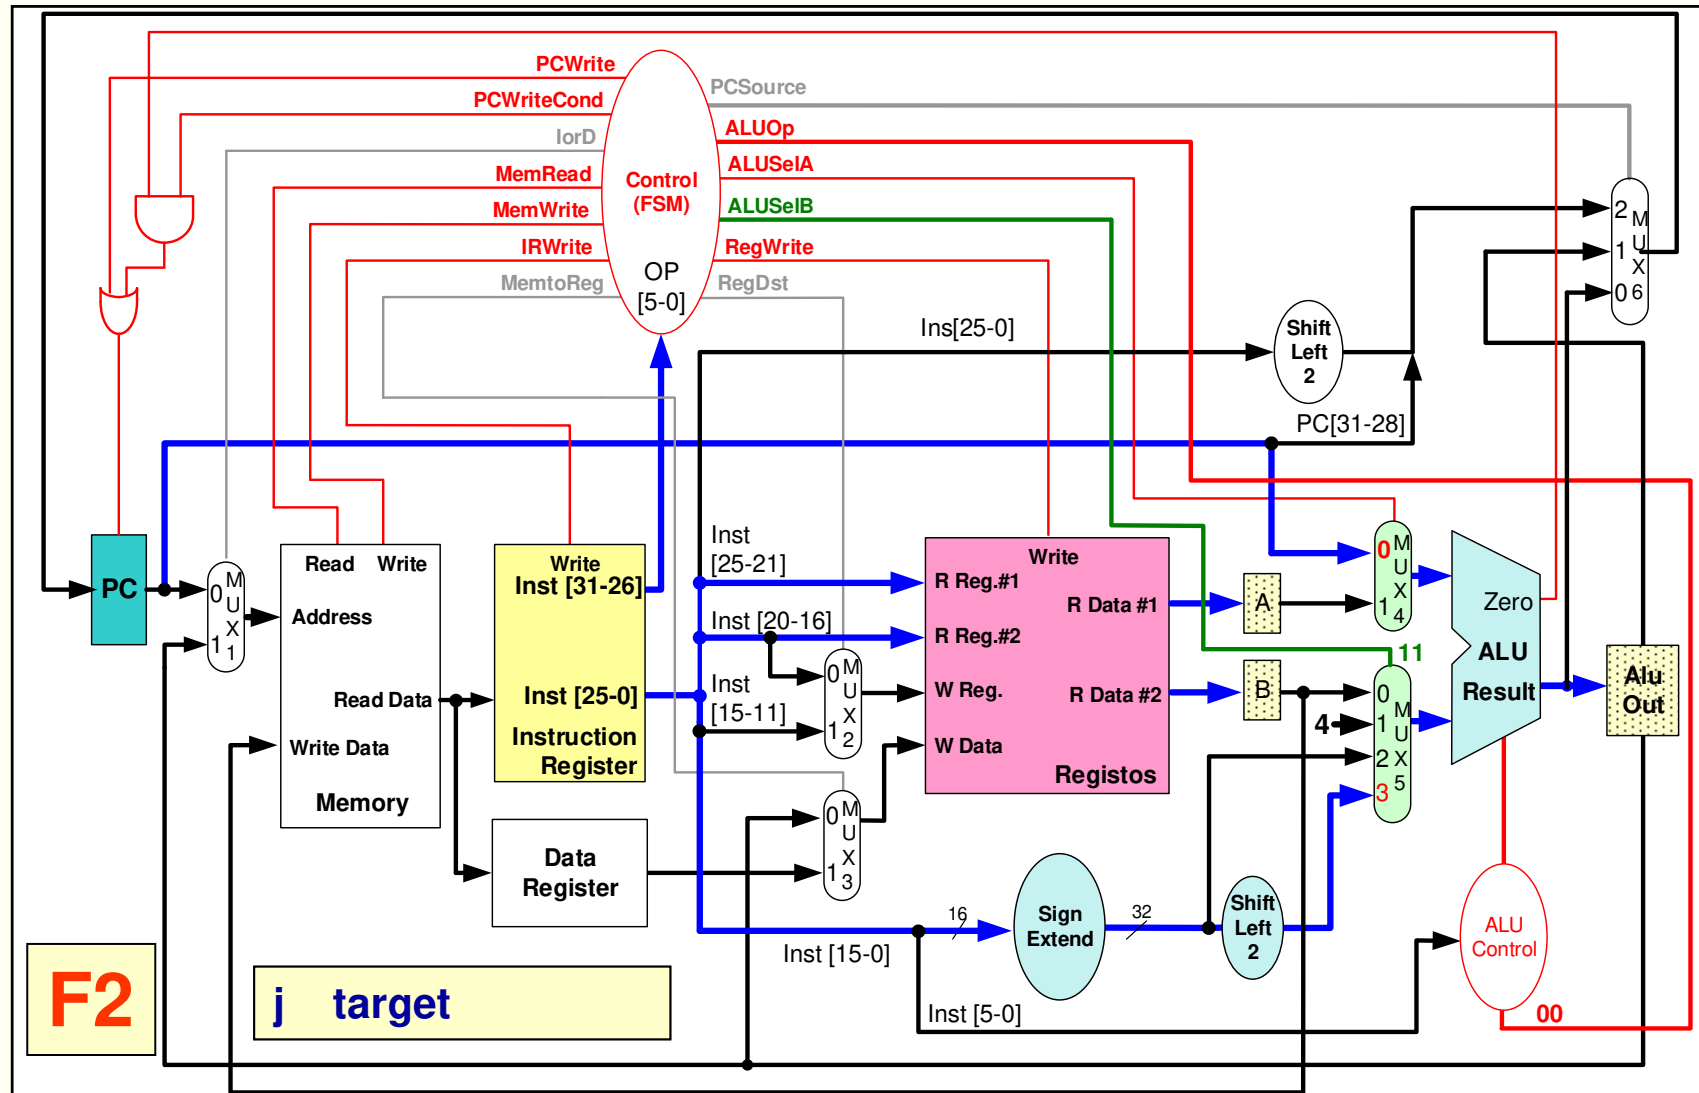 PCWrite
PCWriteCond
IorD
MemRead
MemWrite
IRWrite
MemtoReg
Control
(FSM)
OP
[5-0]
PCSource
ALUOp
ALUSelA
ALUSelB
RegWrite
RegDst
2
1
0
M
U
X
6
Ins[25-0]
Shift
Left
2
PC[31-28]
PC
0
1
M
U
X
1
Read
Write
Address
Read Data
Write Data
Memory
Write
Inst [31-26]
Inst [25-0]
Instruction
Register
Data
Register
Inst
[25-21]
Inst [20-16]
Inst
[15-11]
0
1
M
U
X
2
0
1
M
U
X
3
Write
R Reg.#1
R Reg.#2
W Reg.
W Data
R Data #1
R Data #2
Registos
A
B
0
1
M
U
X
4
11
4
0
1
2
3
M
U
X
5
Zero
ALU
Result
Alu
Out
Inst [15-0]
16
Sign
Extend
32
Shift
Left
2
ALU
Control
Inst [5-0]
00
F2
j target